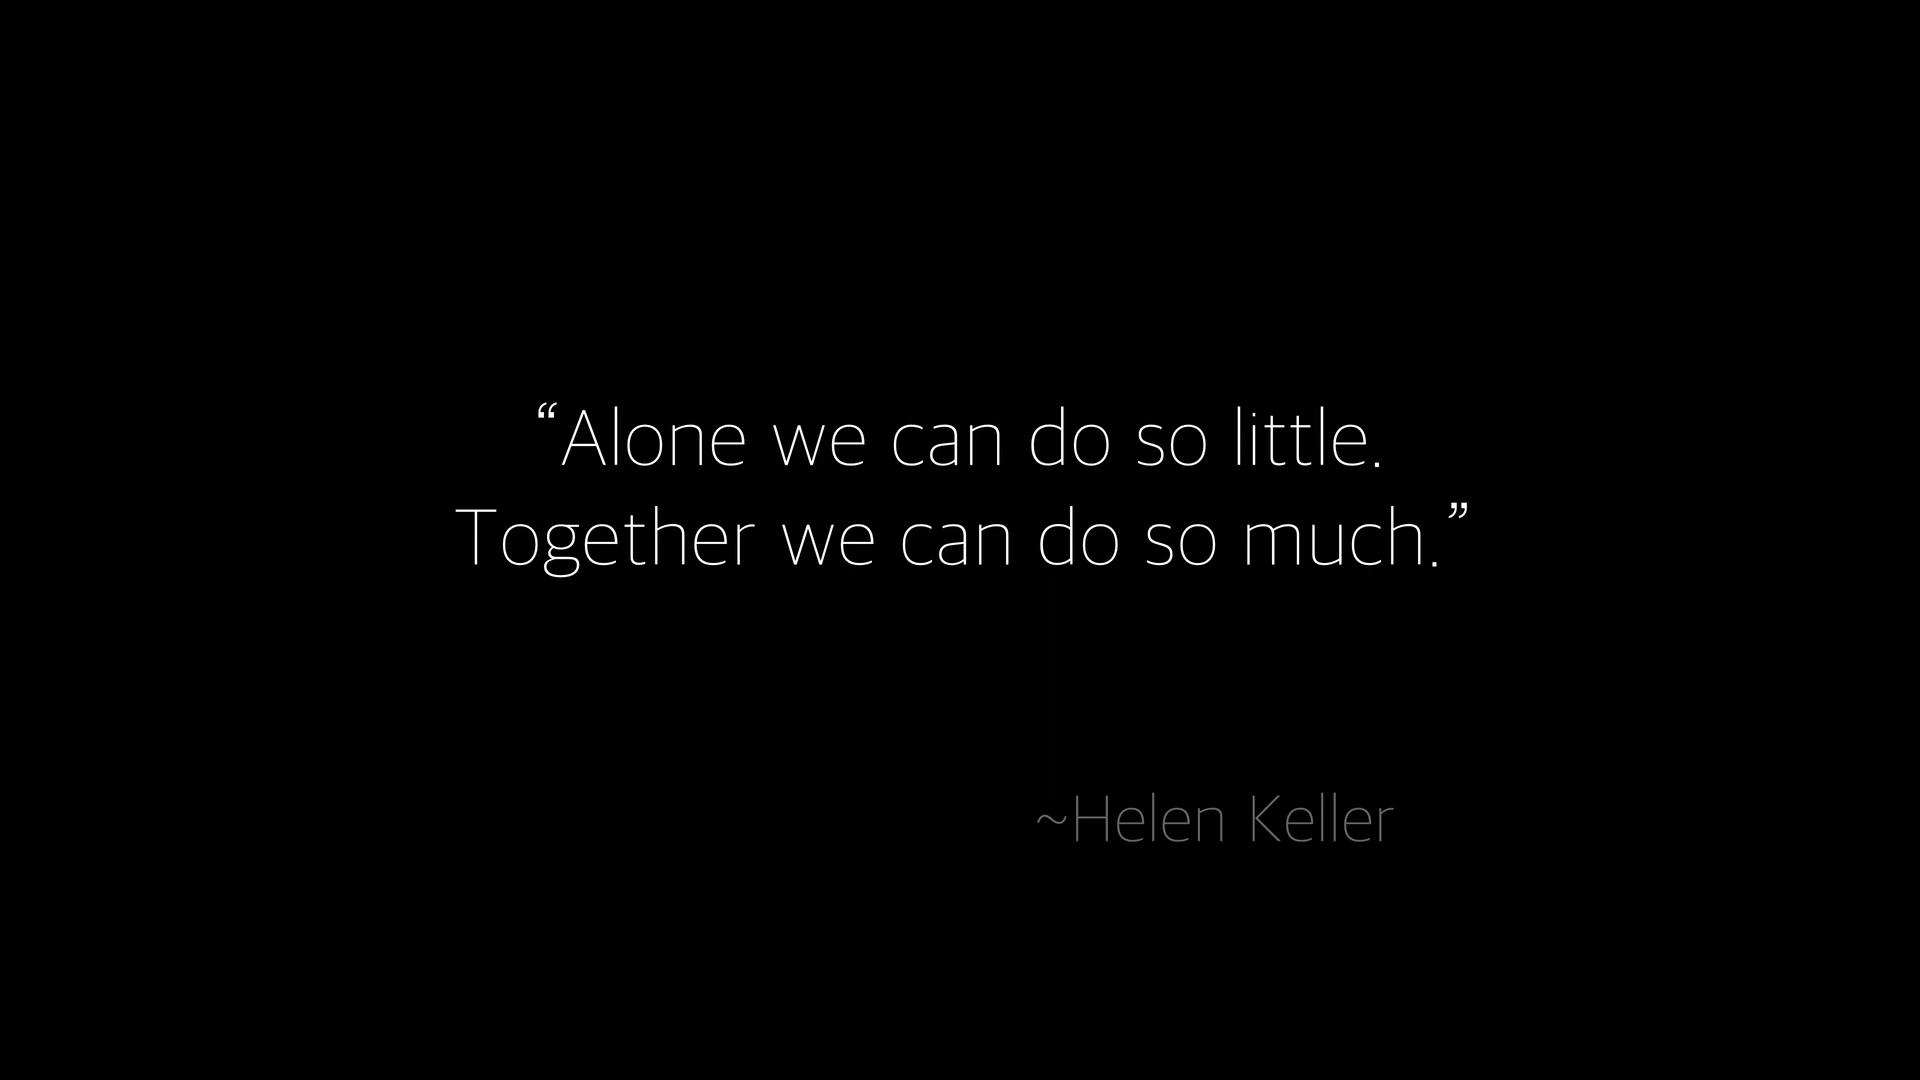 “Alone we can do so little.
Together we can do so much.”
~Helen Keller